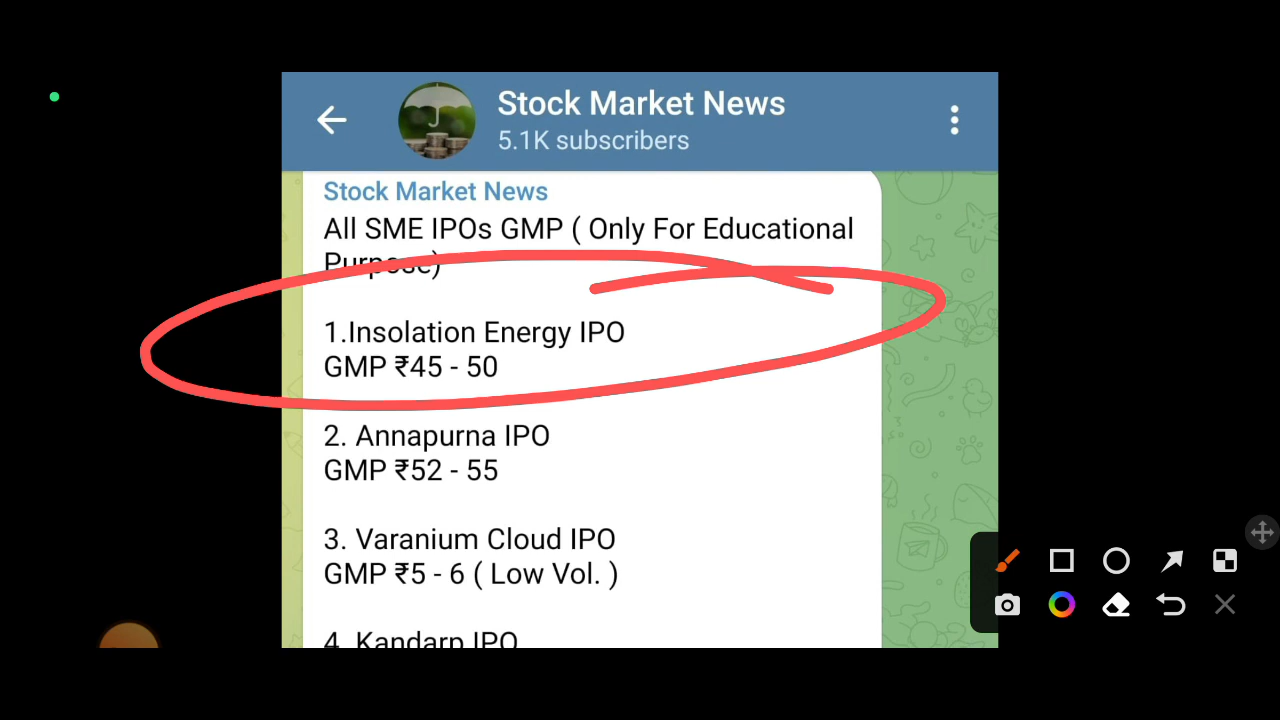 Stock Market News
5.1K subscribers
Stock Market News
All SME IPOs GMP ( Only For Educational
Purpose)
1.Insolation Energy IPO
GMP ₹45 - 50
2. Annapurna IPO
GMP ₹52 - 55
3. Varanium Cloud IPO
GMP ₹5 - 6 ( Low Vol. )
4. Kandarp IPO